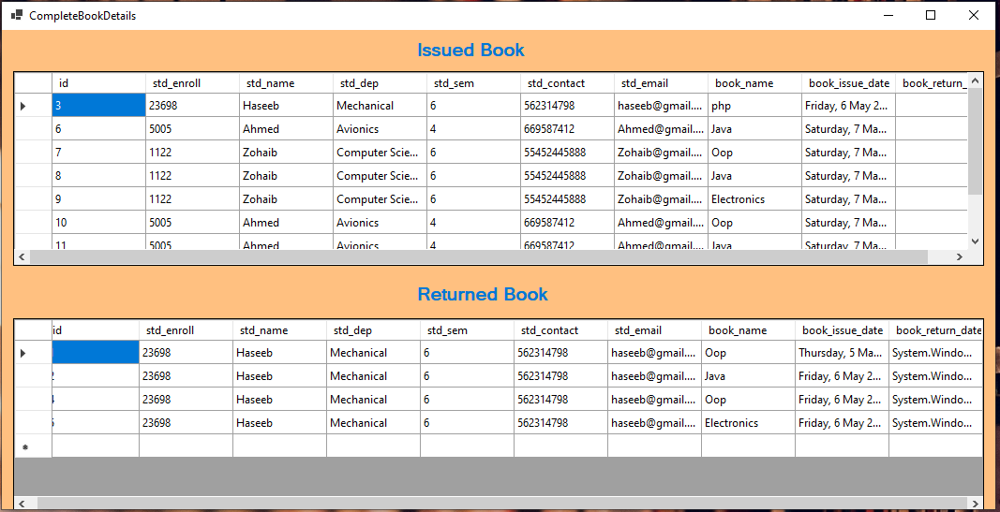 CompleteBookDetails
Issued Book
id std_enroll std_name std_dep std_sem std_contact std_email book_name book_issue_date book_return_
3 23698 Haseeb Mechanical 6 562314798 haseeb@gmail.... php Friday, 6 May 2...
6 5005 Ahmed Avionics 4 669587412 Ahmed@gmail.... Java Saturday, 7 Ma...
7 1122 Zohaib Computer Scie... 6 55452445888 Zohaib@gmail.... Oop Saturday, 7 Ma...
8 1122 Zohaib Computer Scie... 6 55452445888 Zohaib@gmail.... Java Saturday, 7 Ma...
9 1122 Zohaib Computer Scie... 6 55452445888 Zohaib@gmail.... Electronics Saturday, 7 Ma...
10 5005 Ahmed Avionics 4 669587412 Ahmed@gmail.... Oop Saturday, 7 Ma...
11 5005 Ahmed Avionics 4 669587412 Ahmed@gmail.... Java Saturday, 7 Ma...
Returned Book
id std_enroll std_name std_dep std_sem std_contact std_email book_name book_issue_date book_return_date
23698 Haseeb Mechanical 6 562314798 haseeb@gmail.... Oop Thursday, 5 Ma... System.Windo...
23698 Haseeb Mechanical 6 562314798 haseeb@gmail.... Java Friday, 6 May 2... System.Windo...
23698 Haseeb Mechanical 6 562314798 haseeb@gmail.... Oop Friday, 6 May 2... System.Windo...
23698 Haseeb Mechanical 6 562314798 haseeb@gmail.... Electronics Friday, 6 May 2... System.Windo...